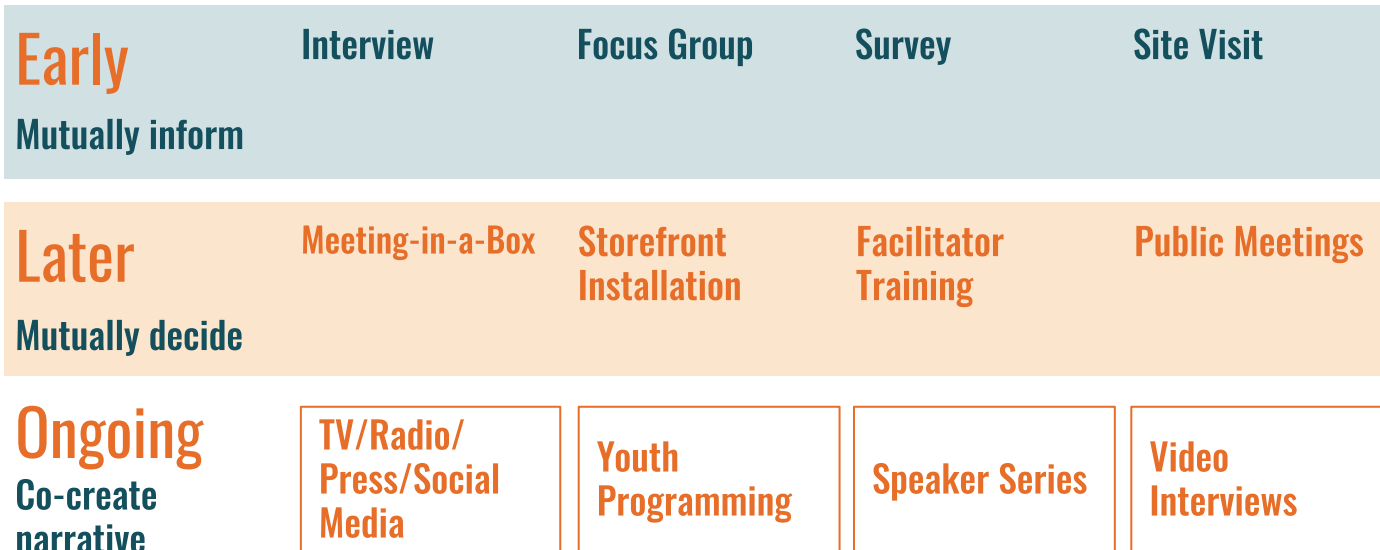 Early
Mutually inform
Interview
Focus Group
Survey
Site Visit
Later
Mutually decide
Meeting-in-a-Box
Storefront
Installation
Facilitator
Training
Public Meetings
Ongoing
Co-create
narrative
TV/Radio/
Press/Social
Media
Youth
Programming
Speaker Series
Video
Interviews